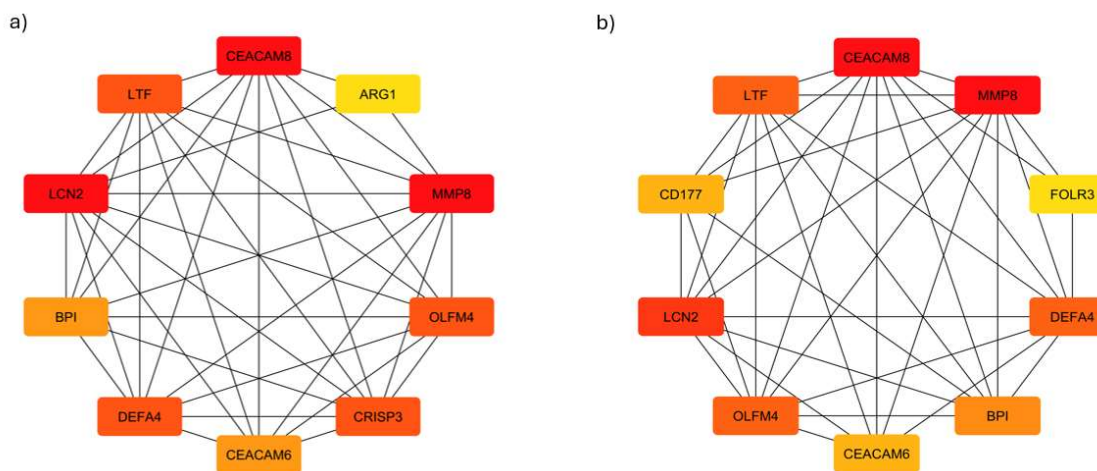 a)
CEACAM8
LTF
ARG1
LCN2
MMP8
BPI
OLFM4
DEFA4
CRISP3
CEACAM6
b)
CEACAM8
LTF
MMP8
CD177
FOLR3
LCN2
DEFA4
OLFM4
BPI
CEACAM6